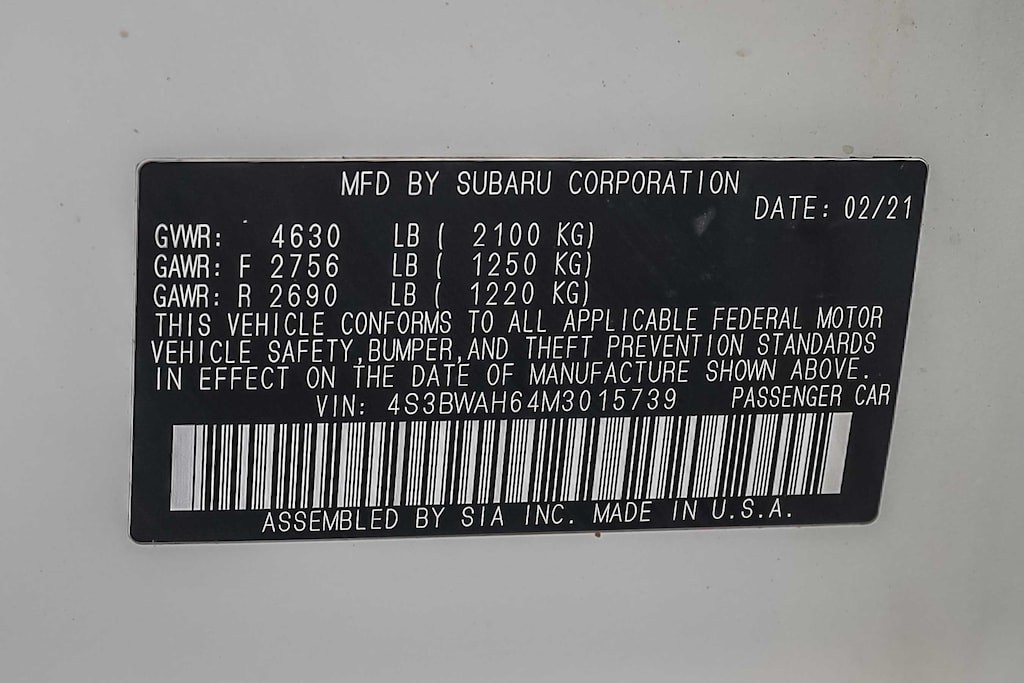 MFD BY SUBARU CORPORATION
DATE: 02/21
GVWR: 4630 LB ( 2100 KG)
GAWR: F 2756 LB ( 1250 KG)
GAWR: R 2690 LB ( 1220 KG)
THIS VEHICLE CONFORMS TO ALL APPLICABLE FEDERAL MOTOR
VEHICLE SAFETY,BUMPER,AND THEFT PREVENTION STANDARDS
IN EFFECT ON THE DATE OF MANUFACTURE SHOWN ABOVE.
VIN: 4S3BWAH64M3015739 PASSENGER CAR
ASSEMBLED BY SIA INC. MADE IN U.S.A.